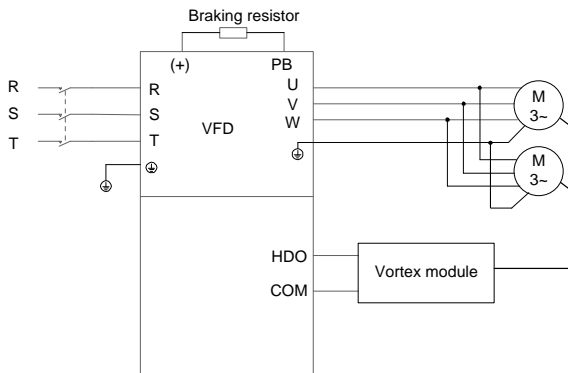 Braking resistor
(+) PB
R R U
S S V
T T W
VFD
M
3~
M
3~
HDO
COM
Vortex module